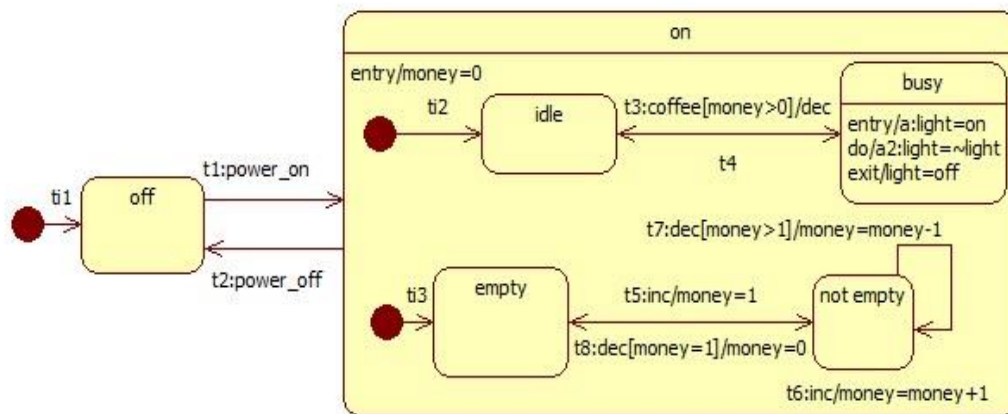 on
entry/money=0
busy
ti2
idle
t3:coffee[money>0]/dec
entry/a:light=on
do/a2:light=~light
exit/light=off
t4
t1:power_on
ti1
off
t7:dec[money>1]/money=money-1
t2:power_off
ti3
empty
t5:inc/money=1
not empty
t8:dec[money=1]/money=0
t6:inc/money=money+1